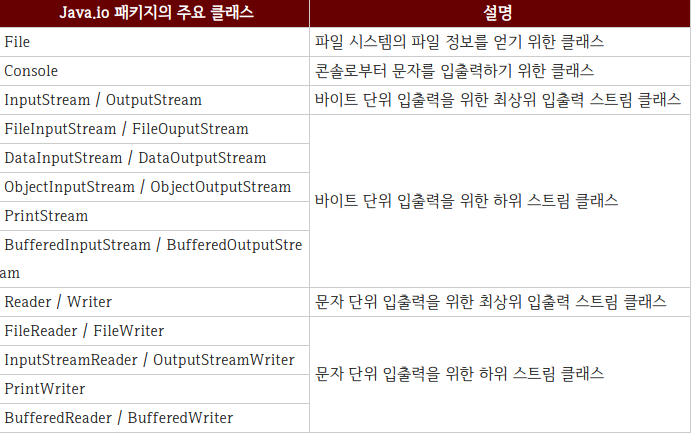 Java.io 패키지의 주요 클래스 설명
File 파일 시스템의 파일 정보를 얻기 위한 클래스
Console 콘솔로부터 문자를 입출력하기 위한 클래스
InputStream / OutputStream 바이트 단위 입출력을 위한 최상위 입출력 스트림 클래스
FileInputStream / FileOuputStream
DataInputStream / DataOutputStream
ObjectInputStream / ObjectOutputStream
바이트 단위 입출력을 위한 하위 스트림 클래스
PrintStream
BufferedInputStream / BufferedOutputStre
am
Reader / Writer 문자 단위 입출력을 위한 최상위 입출력 스트림 클래스
FileReader / FileWriter
InputStreamReader / OutputStreamWriter
문자 단위 입출력을 위한 하위 스트림 클래스
PrintWriter
BufferedReader / BufferedWriter